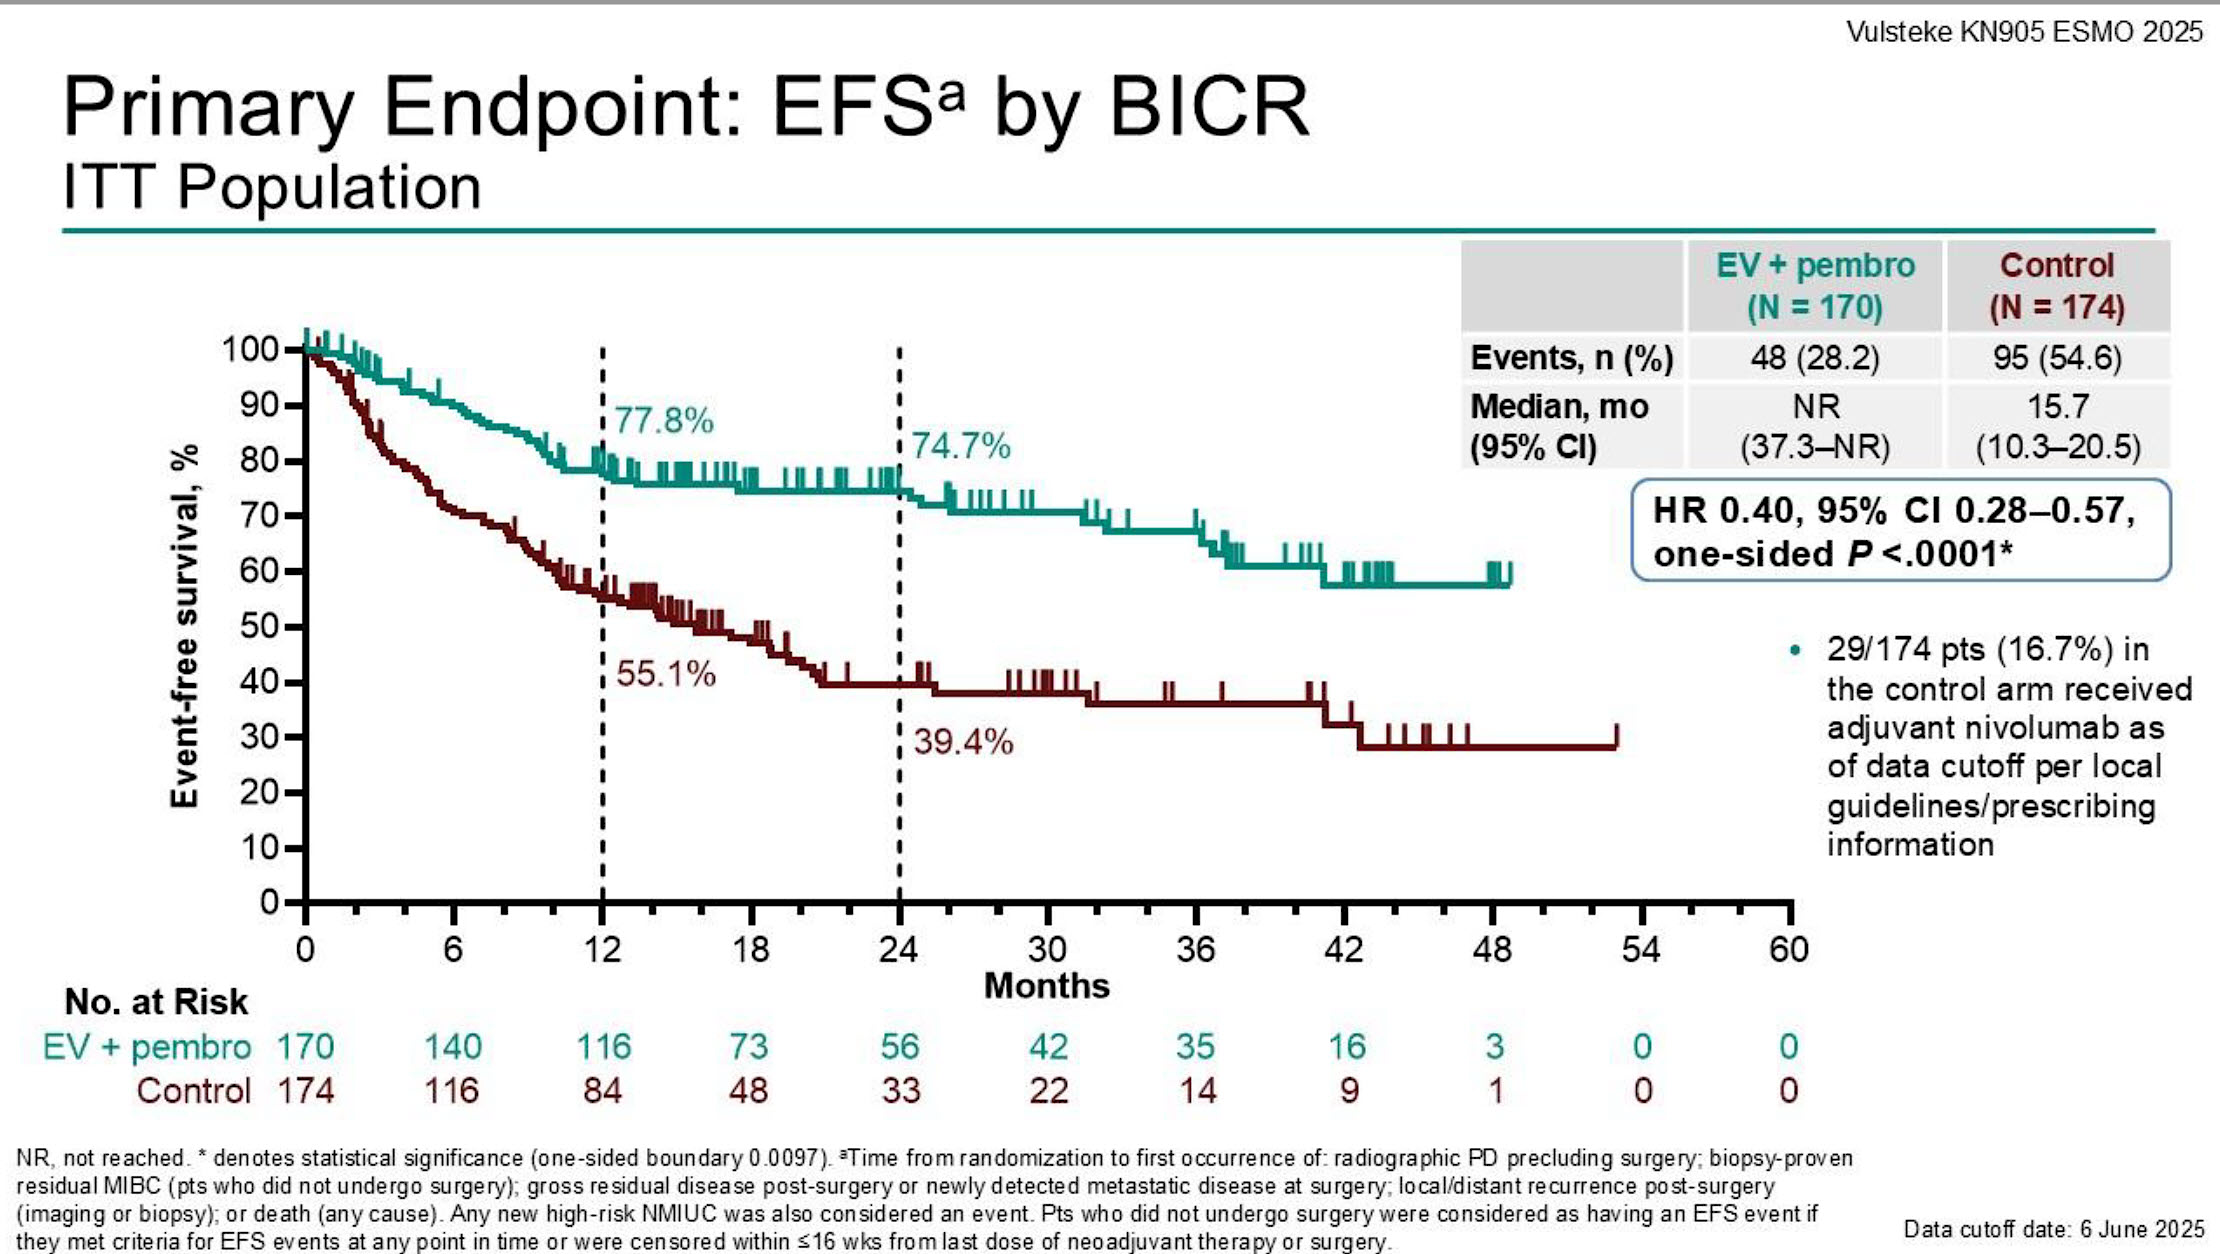 Vulsteke KN905 ESMO 2025
Primary Endpoint: EFSª by BICR
ITT Population
EV + pembro Control
(N = 170) (N = 174)
Events, n (%) 48 (28.2) 95 (54.6)
Median, mo NR 15.7
(95% CI) (37.3–NR) (10.3–20.5)
HR 0.40, 95% CI 0.28–0.57,
one-sided P <.0001*
• 29/174 pts (16.7%) in
the control arm received
adjuvant nivolumab as
of data cutoff per local
guidelines/prescribing
information
Event-free survival, %
100
90
80
70
60
50
40
30
20
10
0
77.8%
74.7%
55.1%
39.4%
0 6 12 18 24 30 36 42 48 54 60
Months
No. at Risk
EV + pembro 170 140 116 73 56 42 35 16 3 0 0
Control 174 116 84 48 33 22 14 9 1 0 0
NR, not reached. * denotes statistical significance (one-sided boundary 0.0097). ªTime from randomization to first occurrence of: radiographic PD precluding surgery; biopsy-proven
residual MIBC (pts who did not undergo surgery); gross residual disease post-surgery or newly detected metastatic disease at surgery; local/distant recurrence post-surgery
(imaging or biopsy); or death (any cause). Any new high-risk NMIUC was also considered an event. Pts who did not undergo surgery were considered as having an EFS event if
they met criteria for EFS events at any point in time or were censored within ≤16 wks from last dose of neoadjuvant therapy or surgery.
Data cutoff date: 6 June 2025